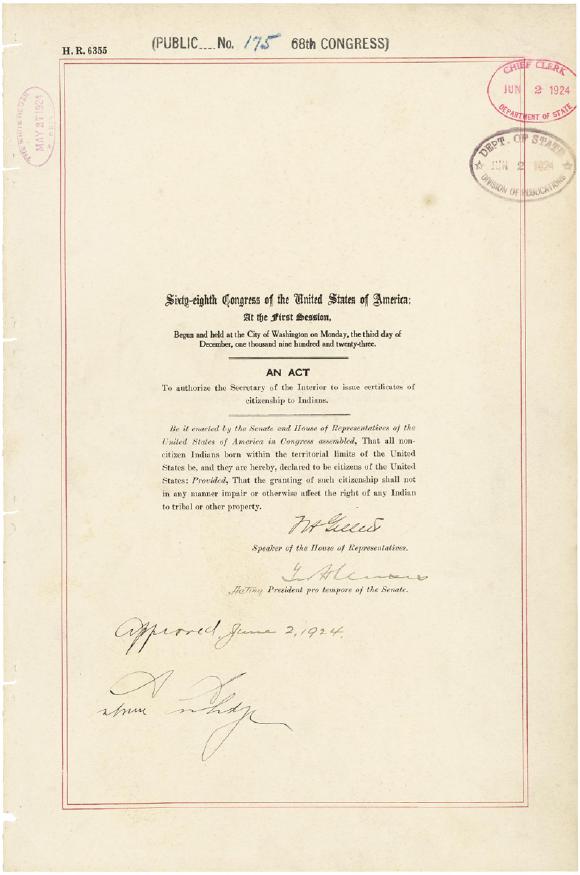 H. R. 6355
(PUBLIC No. 175 68th CONGRESS)
CHIEF CLERK
JUN 2 1924
DEPARTMENT OF STATE
THE WHITE HOUSE
MAY 27 1924
DEPT. OF STATE
JUN 2 1924
DIVISION OF PUBLICATIONS
Sixty-eighth Congress of the United States of America;
At the First Session,
Begun and held at the City of Washington on Monday, the third day of
December, one thousand nine hundred and twenty-three.
AN ACT
To authorize the Secretary of the Interior to issue certificates of
citizenship to Indians.
Be it enacted by the Senate and House of Representatives of the
United States of America in Congress assembled, That all non-
citizen Indians born within the territorial limits of the United
States be, and they are hereby, declared to be citizens of the United
States: Provided, That the granting of such citizenship shall not
in any manner impair or otherwise affect the right of any Indian
to tribal or other property.
F H Gillett
Speaker of the House of Representatives.
Acting President pro tempore of the Senate.
Approved, June 2, 1924.